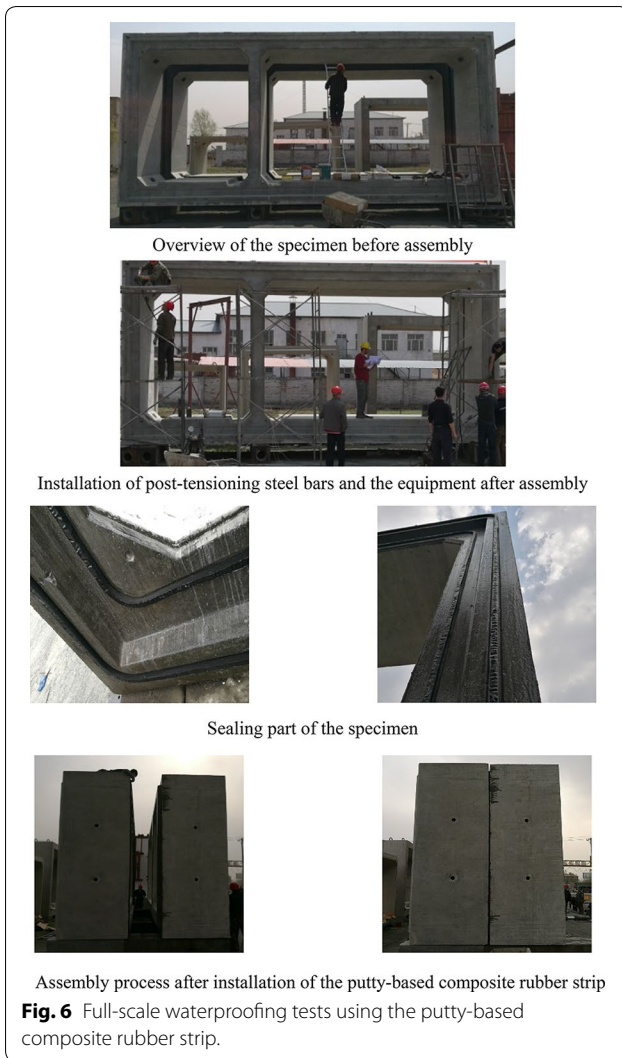 Overview of the specimen before assembly
Installation of post-tensioning steel bars and the equipment after assembly
Sealing part of the specimen
Assembly process after installation of the putty-based composite rubber strip
Fig. 6 Full-scale waterproofing tests using the putty-based
composite rubber strip.